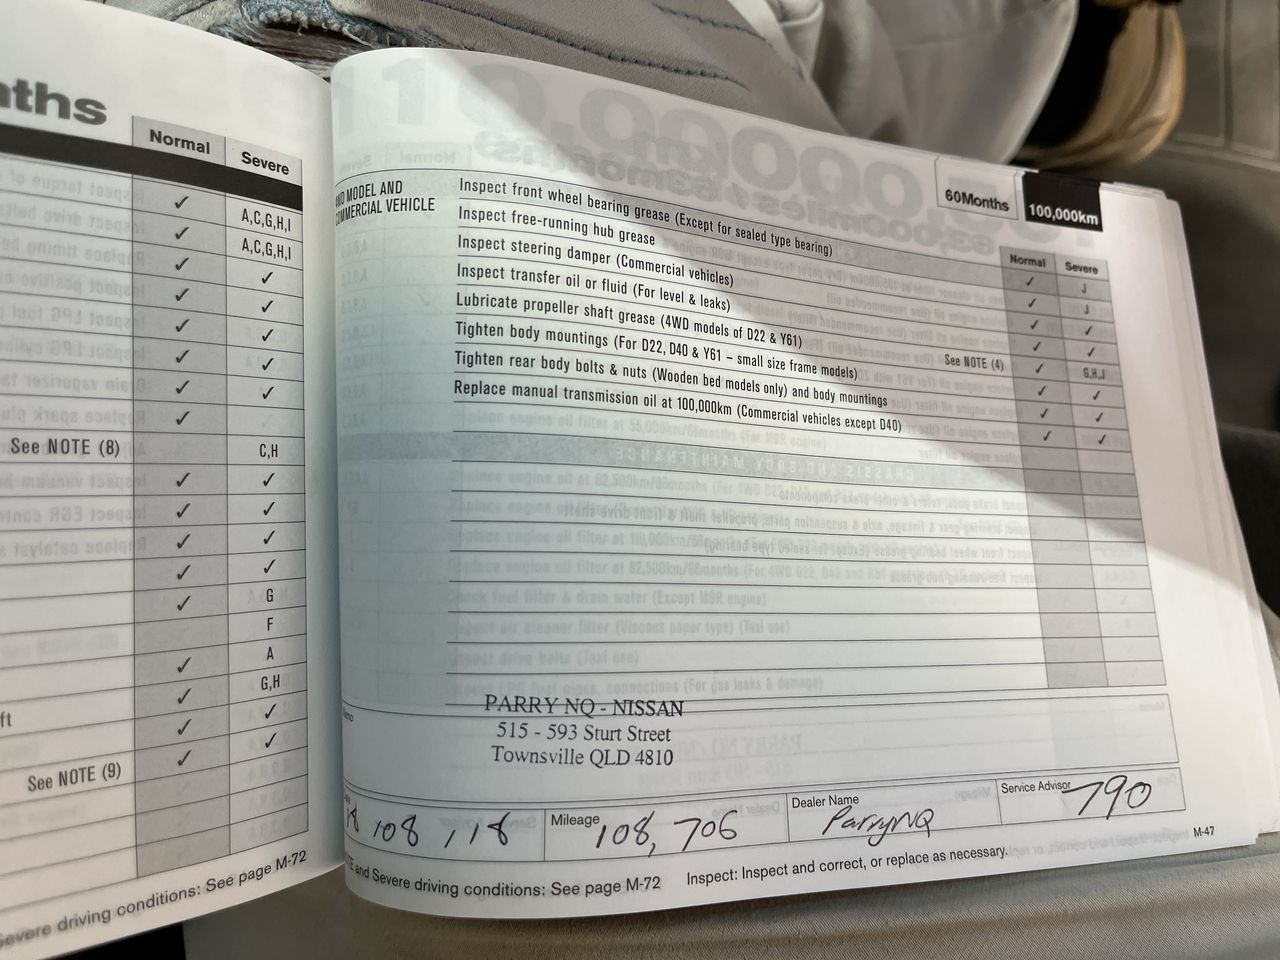 nths
Normal
Severe
✓ A,C,G,H,I
✓ A,C,G,H,I
✓ ✓
✓ ✓
✓ ✓
✓ ✓
✓ ✓
✓
See NOTE (8) C,H
✓ ✓
✓ ✓
✓ ✓
✓ ✓
✓ G
F
✓ A
✓ G,H
ft ✓ ✓
✓ ✓
See NOTE (9)
Severe driving conditions: See page M-72
60Months
100,000km
Normal
Severe
MODEL AND
COMMERCIAL VEHICLE
Inspect front wheel bearing grease (Except for sealed type bearing) ✓ J
Inspect free-running hub grease ✓ J
Inspect steering damper (Commercial vehicles) ✓ ✓
Inspect transfer oil or fluid (For level & leaks) ✓ ✓
Lubricate propeller shaft grease (4WD models of D22 & Y61) See NOTE (4) ✓ G,H,J
Tighten body mountings (For D22, D40 & Y61 – small size frame models) ✓ ✓
Tighten rear body bolts & nuts (Wooden bed models only) and body mountings ✓ ✓
Replace manual transmission oil at 100,000km (Commercial vehicles except D40) ✓ ✓
PARRY NQ - NISSAN
515 - 593 Sturt Street
Townsville QLD 4810
108 118
Mileage
108,706
Dealer Name
ParryNQ
Service Advisor
790
and Severe driving conditions: See page M-72
Inspect: Inspect and correct, or replace as necessary.
M-47